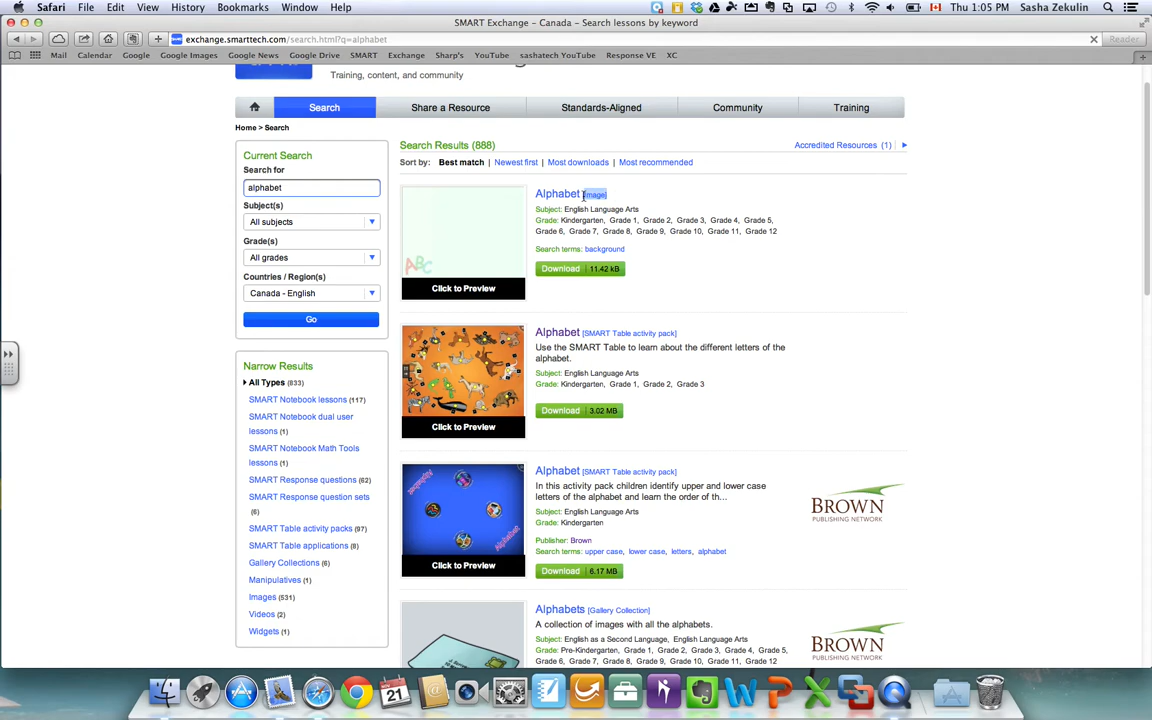 Safari File Edit View History Bookmarks Window Help Thu 1:05 PM Sasha Zekulin
SMART Exchange – Canada – Search lessons by keyword
exchange.smarttech.com/search.html?q=alphabet Reader
Mail Calendar Google Google Images Google News Google Drive SMART Exchange Sharp's YouTube sashatech YouTube Response VE XC
Training, content, and community
Search Share a Resource Standards-Aligned Community Training
Home > Search
Current Search
Search for
alphabet
Subject(s)
All subjects
Grade(s)
All grades
Countries / Region(s)
Canada - English
Go
Narrow Results
All Types (833)
SMART Notebook lessons (117)
SMART Notebook dual user
lessons (1)
SMART Notebook Math Tools
lessons (1)
SMART Response questions (62)
SMART Response question sets
(6)
SMART Table activity packs (97)
SMART Table applications (8)
Gallery Collections (6)
Manipulatives (1)
Images (531)
Videos (2)
Widgets (1)
Search Results (888)
Accredited Resources (1)
Sort by: Best match | Newest first | Most downloads | Most recommended
ABC
Click to Preview
Alphabet [Image]
Subject: English Language Arts
Grade: Kindergarten, Grade 1, Grade 2, Grade 3, Grade 4, Grade 5,
Grade 6, Grade 7, Grade 8, Grade 9, Grade 10, Grade 11, Grade 12
Search terms: background
Download 11.42 kB
Click to Preview
Alphabet [SMART Table activity pack]
Use the SMART Table to learn about the different letters of the
alphabet.
Subject: English Language Arts
Grade: Kindergarten, Grade 1, Grade 2, Grade 3
Download 3.02 MB
Alphabet
Alphabet
Click to Preview
Alphabet [SMART Table activity pack]
In this activity pack children identify upper and lower case
letters of the alphabet and learn the order of th...
Subject: English Language Arts
Grade: Kindergarten
Publisher: Brown
Search terms: upper case, lower case, letters, alphabet
Download 6.17 MB
BROWN
PUBLISHING NETWORK
Alphabets [Gallery Collection]
A collection of images with all the alphabets.
Subject: English as a Second Language, English Language Arts
Grade: Pre-Kindergarten, Grade 1, Grade 2, Grade 3, Grade 4, Grade 5,
Grade 6, Grade 7, Grade 8, Grade 9, Grade 10, Grade 11, Grade 12
BROWN
PUBLISHING NETWORK
21